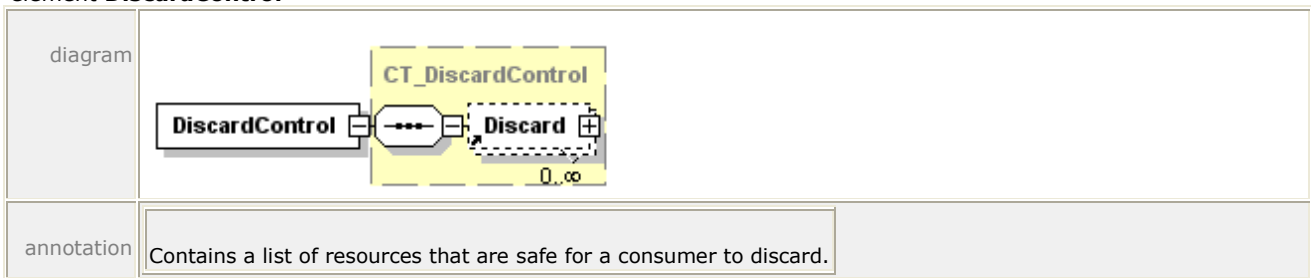 element DiscardControl
diagram
CT_DiscardControl
DiscardControl
Discard
0..∞
annotation
Contains a list of resources that are safe for a consumer to discard.